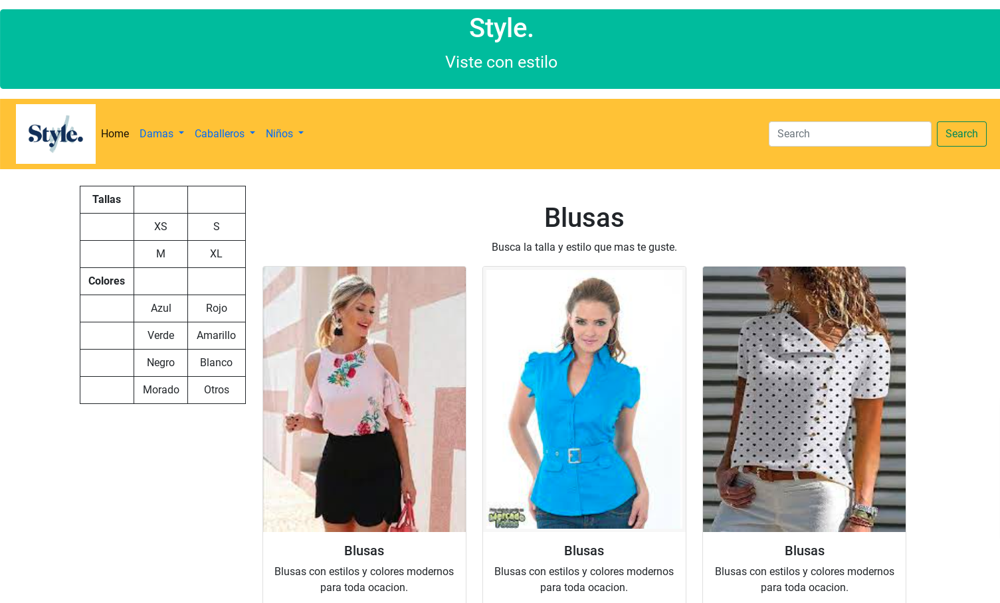 Style.
Viste con estilo
Style.
Home Damas Caballeros Niños Search Search
Tallas
XS S
M XL
Colores
Azul Rojo
Verde Amarillo
Negro Blanco
Morado Otros
Blusas
Busca la talla y estilo que mas te guste.
Mercado
Blusas
Blusas con estilos y colores modernos
para toda ocacion.
Blusas
Blusas con estilos y colores modernos
para toda ocacion.
Blusas
Blusas con estilos y colores modernos
para toda ocacion.